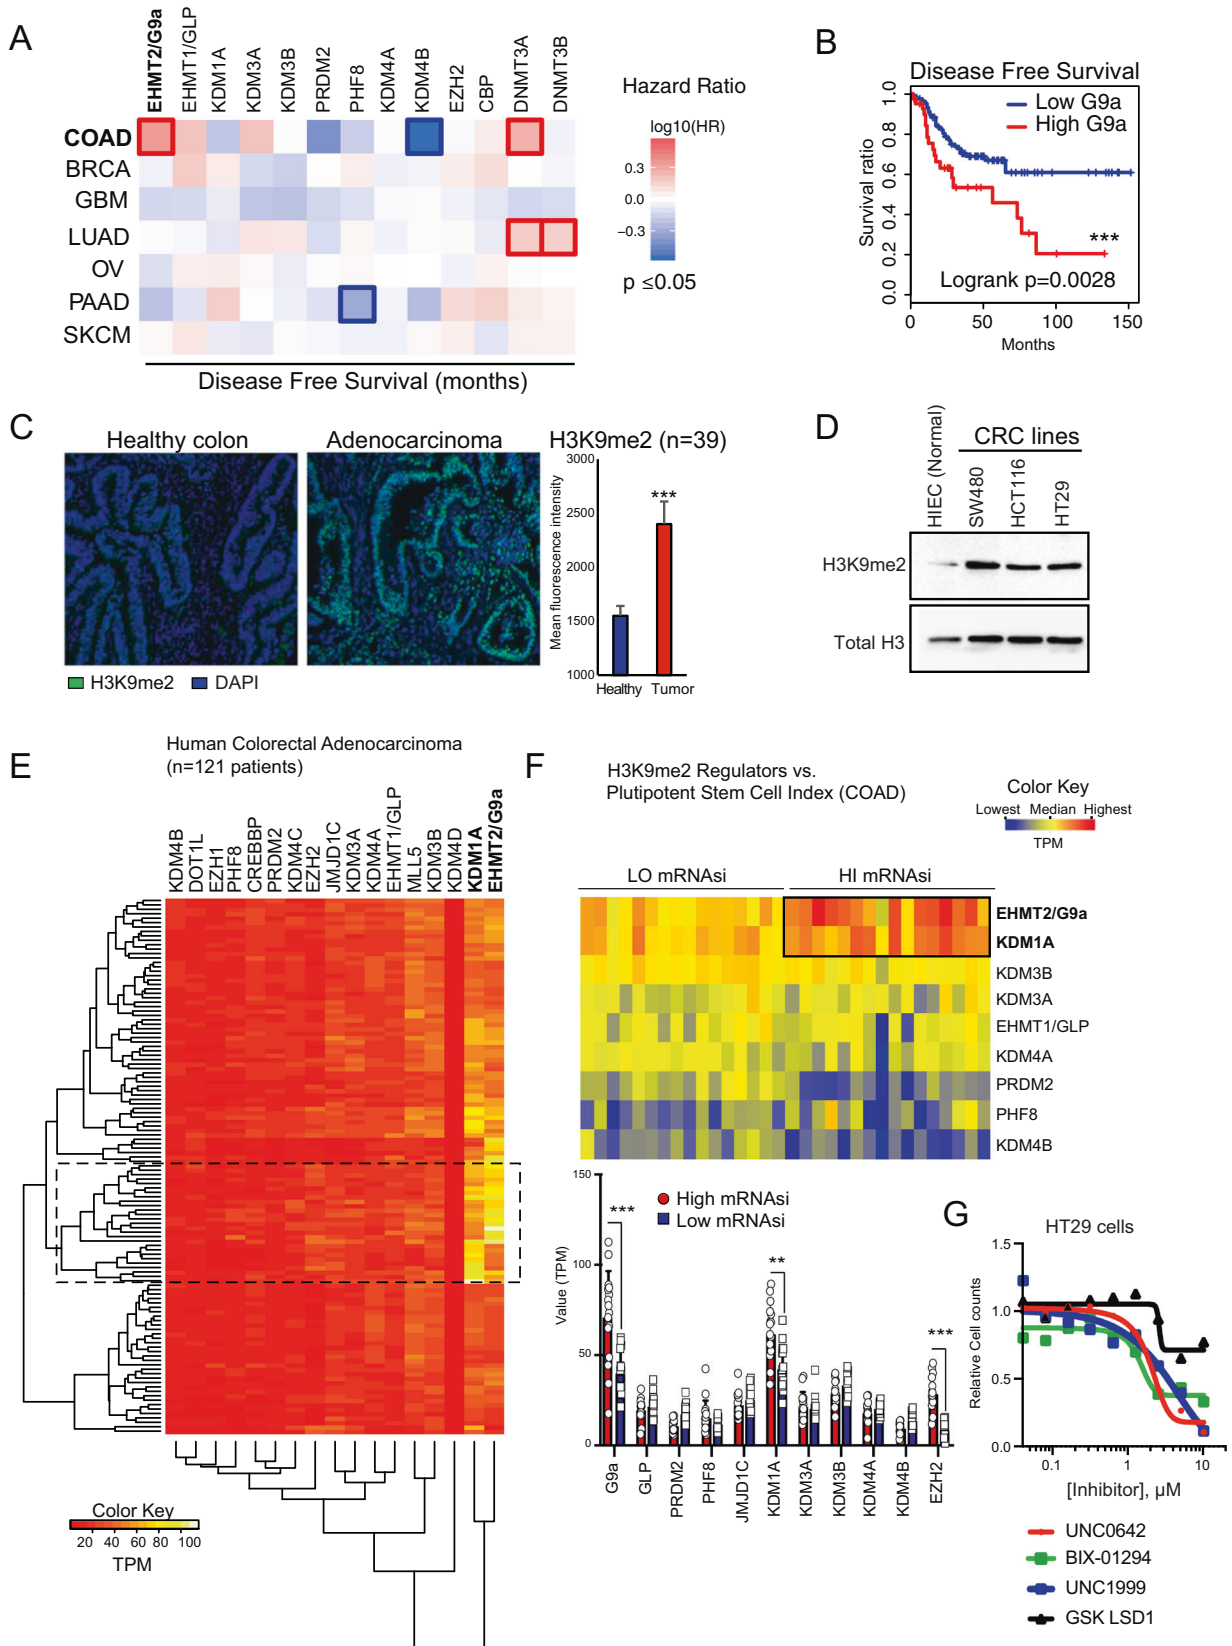 A
EHMT2/G9a
EHMT1/GLP
KDM1A
KDM3A
KDM3B
PRDM2
PHF8
KDM4A
KDM4B
EZH2
CBP
DNMT3A
DNMT3B
COAD
BRCA
GBM
LUAD
OV
PAAD
SKCM
Disease Free Survival (months)
Hazard Ratio
log10(HR)
0.3
0.0
−0.3
p ≤0.05
B
Disease Free Survival
Low G9a
High G9a
Survival ratio
1.0
0.8
0.6
0.4
0.2
0.0
***
Logrank p=0.0028
0 50 100 150
Months
C
Healthy colon
Adenocarcinoma
H3K9me2
DAPI
H3K9me2 (n=39)
Mean fluorescence intensity
3000
2500
2000
1500
1000
***
Healthy Tumor
D
HIEC (Normal)
CRC lines
SW480
HCT116
HT29
H3K9me2
Total H3
E
Human Colorectal Adenocarcinoma
(n=121 patients)
KDM4B
DOT1L
EZH1
PHF8
CREBBP
PRDM2
KDM4C
EZH2
JMJD1C
KDM3A
KDM4A
EHMT1/GLP
MLL5
KDM3B
KDM4D
KDM1A
EHMT2/G9a
Color Key
20 40 60 80 100
TPM
F
H3K9me2 Regulators vs.
Plutipotent Stem Cell Index (COAD)
Color Key
Lowest Median Highest
TPM
LO mRNAsi
HI mRNAsi
EHMT2/G9a
KDM1A
KDM3B
KDM3A
EHMT1/GLP
KDM4A
PRDM2
PHF8
KDM4B
Value (TPM)
150
100
50
0
High mRNAsi
Low mRNAsi
***
**
***
G9a
GLP
PRDM2
PHF8
JMJD1C
KDM1A
KDM3A
KDM3B
KDM4A
KDM4B
EZH2
G
HT29 cells
Relative Cell counts
1.5
1.0
0.5
0.0
0.1 1 10
[Inhibitor], µM
UNC0642
BIX-01294
UNC1999
GSK LSD1